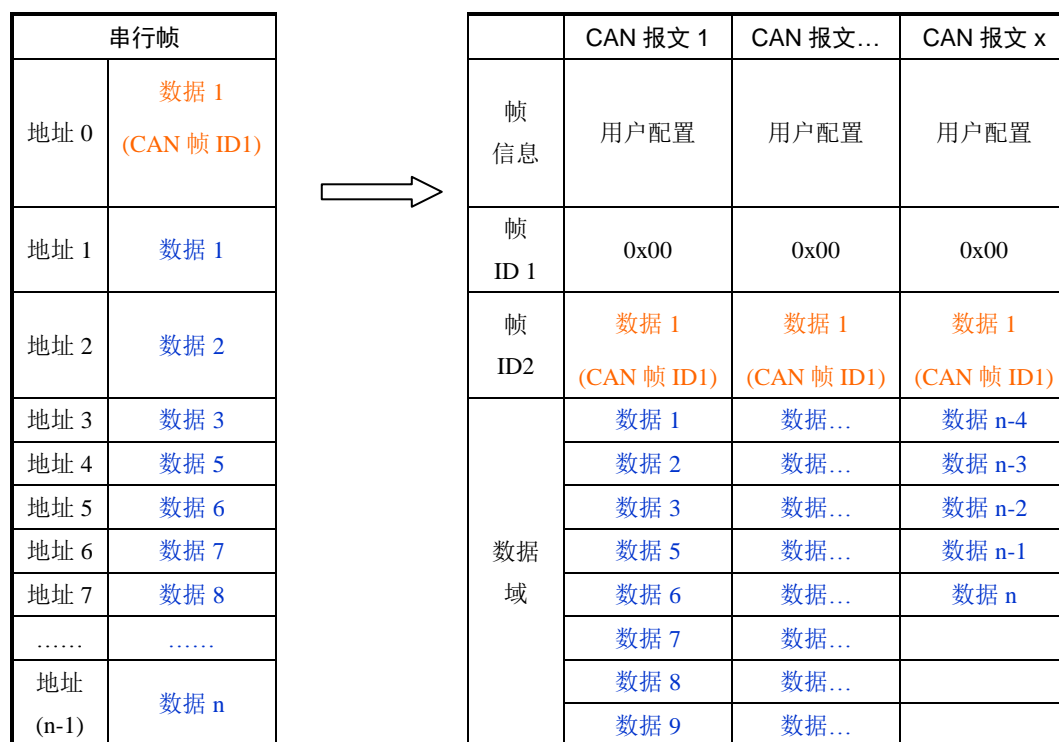 串行帧
地址 0 数据 1
(CAN 帧 ID1)
地址 1 数据 1
地址 2 数据 2
地址 3 数据 3
地址 4 数据 5
地址 5 数据 6
地址 6 数据 7
地址 7 数据 8
…… ……
地址
(n-1)
数据 n
CAN 报文 1 CAN 报文… CAN 报文 x
帧
信息
用户配置 用户配置 用户配置
帧
ID 1
0x00 0x00 0x00
帧
ID2
数据 1 数据 1 数据 1
(CAN 帧 ID1) (CAN 帧 ID1) (CAN 帧 ID1)
数据
域
数据 1 数据… 数据 n-4
数据 2 数据… 数据 n-3
数据 3 数据… 数据 n-2
数据 5 数据… 数据 n-1
数据 6 数据… 数据 n
数据 7 数据…
数据 8 数据…
数据 9 数据…